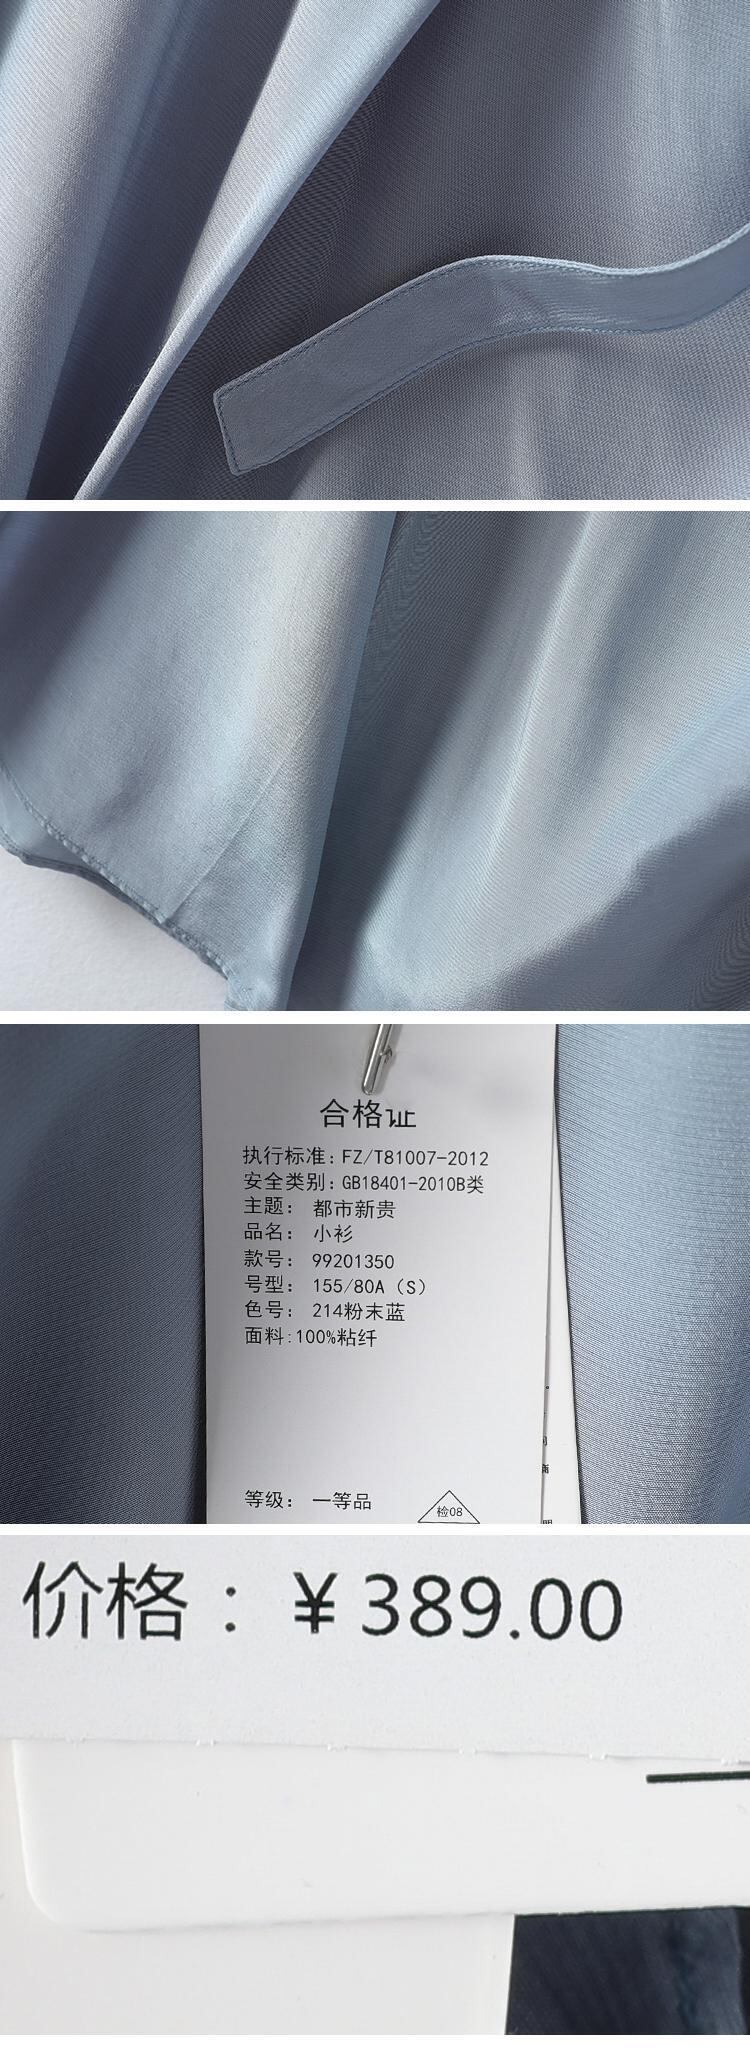 合格证
执行标准：FZ/T81007-2012
安全类别：GB18401-2010B类
主题： 都市新贵
品名： 小衫
款号： 99201350
号型： 155/80A（S）
色号： 214粉末蓝
面料:100%粘纤
等级： 一等品
检08
价格：￥389.00